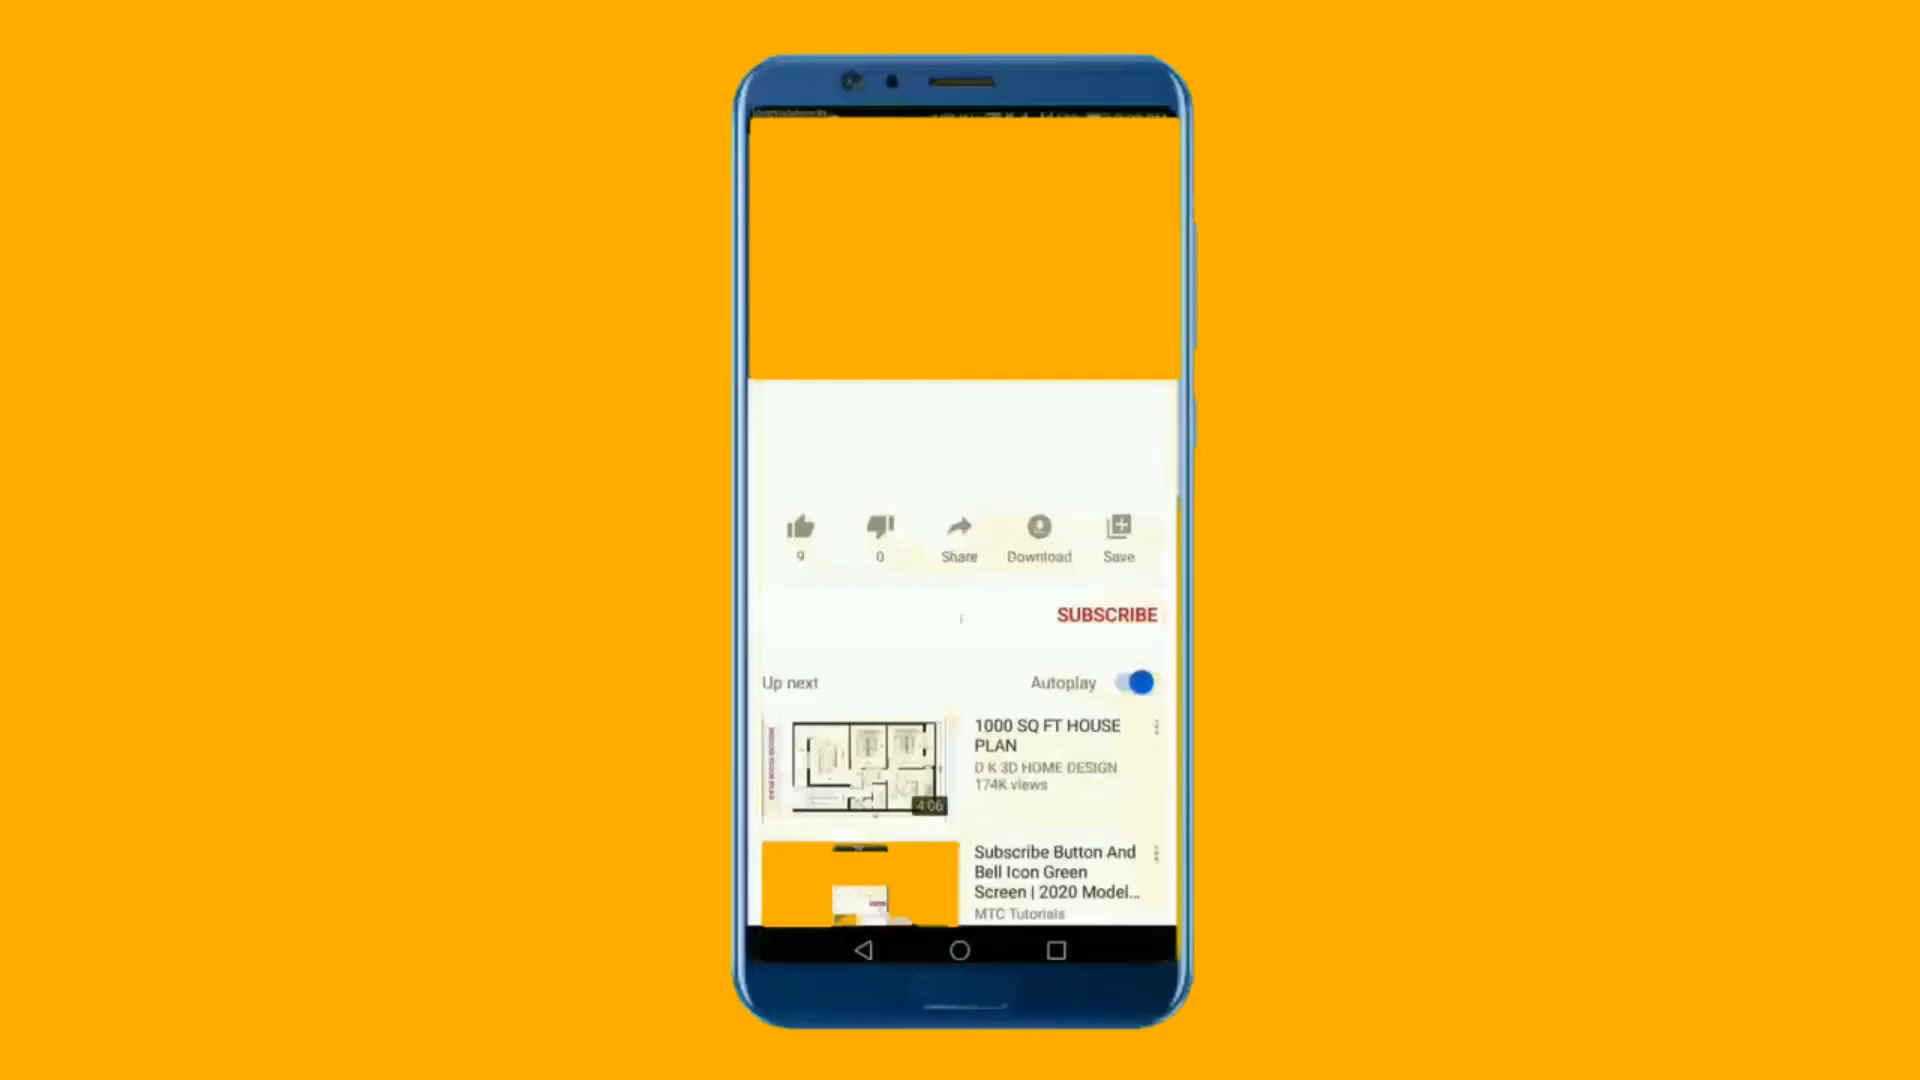 9
0
Share
Download
Save
SUBSCRIBE
Up next
Autoplay
1000 SQ FT HOUSE
PLAN
D K 3D HOME DESIGN
174K views
4:06
Subscribe Button And
Bell Icon Green
Screen | 2020 Model...
MTC Tutorials